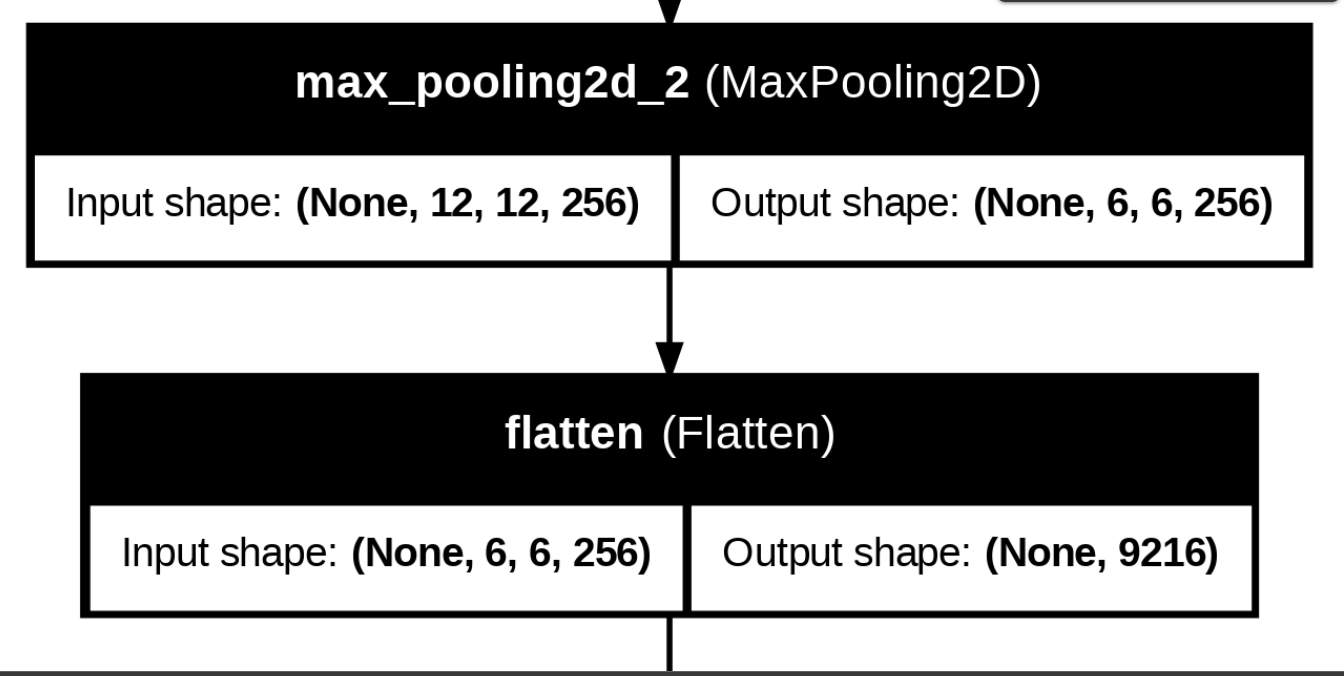 max_pooling2d_2 (MaxPooling2D)
Input shape: (None, 12, 12, 256) Output shape: (None, 6, 6, 256)
flatten (Flatten)
Input shape: (None, 6, 6, 256) Output shape: (None, 9216)